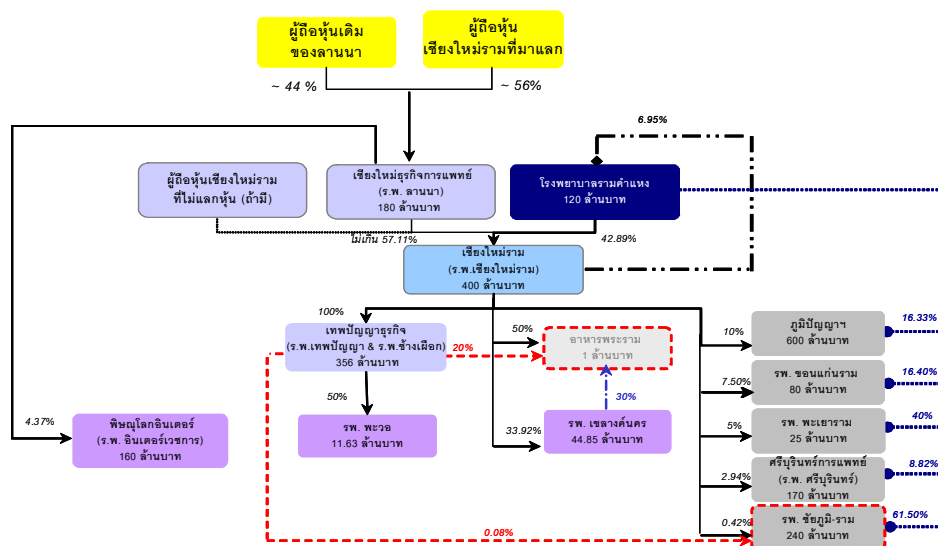 ผู้ถือหุ้นเดิม
ของลานนา
ผู้ถือหุ้น
เชียงใหม่รามที่มาแลก
~ 44 %
~ 56%
6.95%
ผู้ถือหุ้นเชียงใหม่ราม
ที่ไม่แลกหุ้น (ถ้ามี)
เชียงใหม่ธุรกิจการแพทย์
(ร.พ. ลานนา)
180 ล้านบาท
โรงพยาบาลรามคำแหง
120 ล้านบาท
ไม่เกิน 57.11%
42.89%
เชียงใหม่ราม
(ร.พ.เชียงใหม่ราม)
400 ล้านบาท
100%
เทพปัญญาธุรกิจ
(ร.พ.เทพปัญญา & ร.พ.ช้างเผือก)
356 ล้านบาท
20%
50%
อาหารพระราม
1 ล้านบาท
10%
ภูมิปัญญาฯ
600 ล้านบาท
16.33%
7.50%
รพ. ขอนแก่นราม
80 ล้านบาท
16.40%
50%
30%
4.37%
พิษณุโลกอินเตอร์
(ร.พ. อินเตอร์เวชการ)
160 ล้านบาท
รพ. พะวอ
11.63 ล้านบาท
33.92%
รพ. เขลางค์นคร
44.85 ล้านบาท
5%
รพ. พะเยาราม
25 ล้านบาท
40%
2.94%
ศรีบุรินทร์การแพทย์
(ร.พ. ศรีบุรินทร์)
170 ล้านบาท
8.82%
0.08%
0.42%
รพ. ชัยภูมิ-ราม
240 ล้านบาท
61.50%